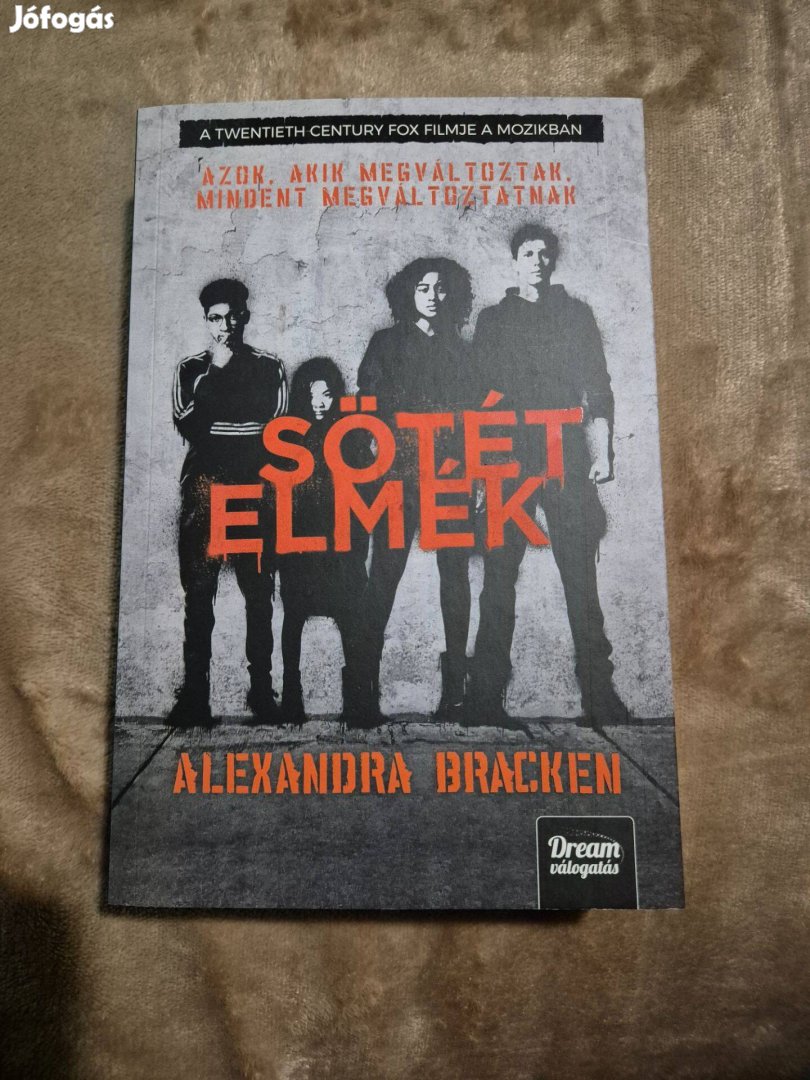 Jófogás
A TWENTIETH CENTURY FOX FILMJE A MOZIKBAN
AZOK, AKIK MEGVÁLTOZTAK,
MINDENT MEGVÁLTOZTATNAK
SÖTÉT
ELMÉK
ALEXANDRA BRACKEN
Dream
válogatás